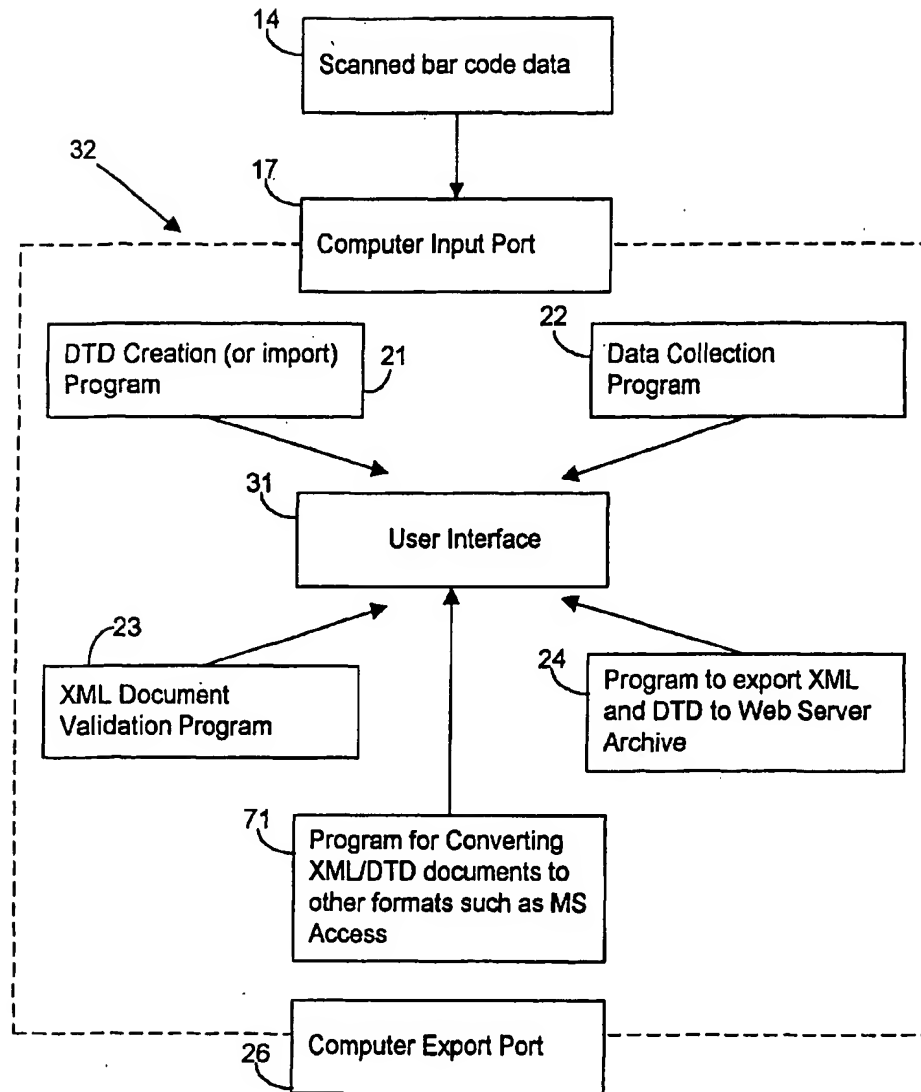 14
Scanned bar code data
32
17
Computer Input Port
DTD Creation (or import)
Program
21
22
Data Collection
Program
31
User Interface
23
XML Document
Validation Program
24
Program to export XML
and DTD to Web Server
Archive
71
Program for Converting
XML/DTD documents to
other formats such as MS
Access
Computer Export Port
26